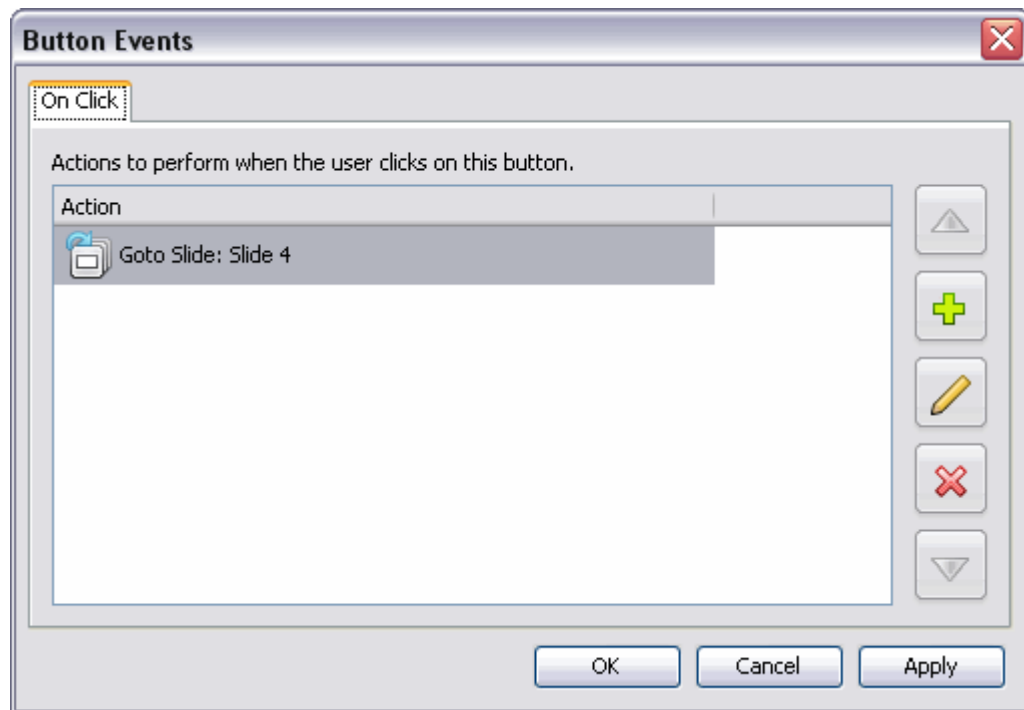 Button Events
On Click
Actions to perform when the user clicks on this button.
Action
Goto Slide: Slide 4
OK Cancel Apply